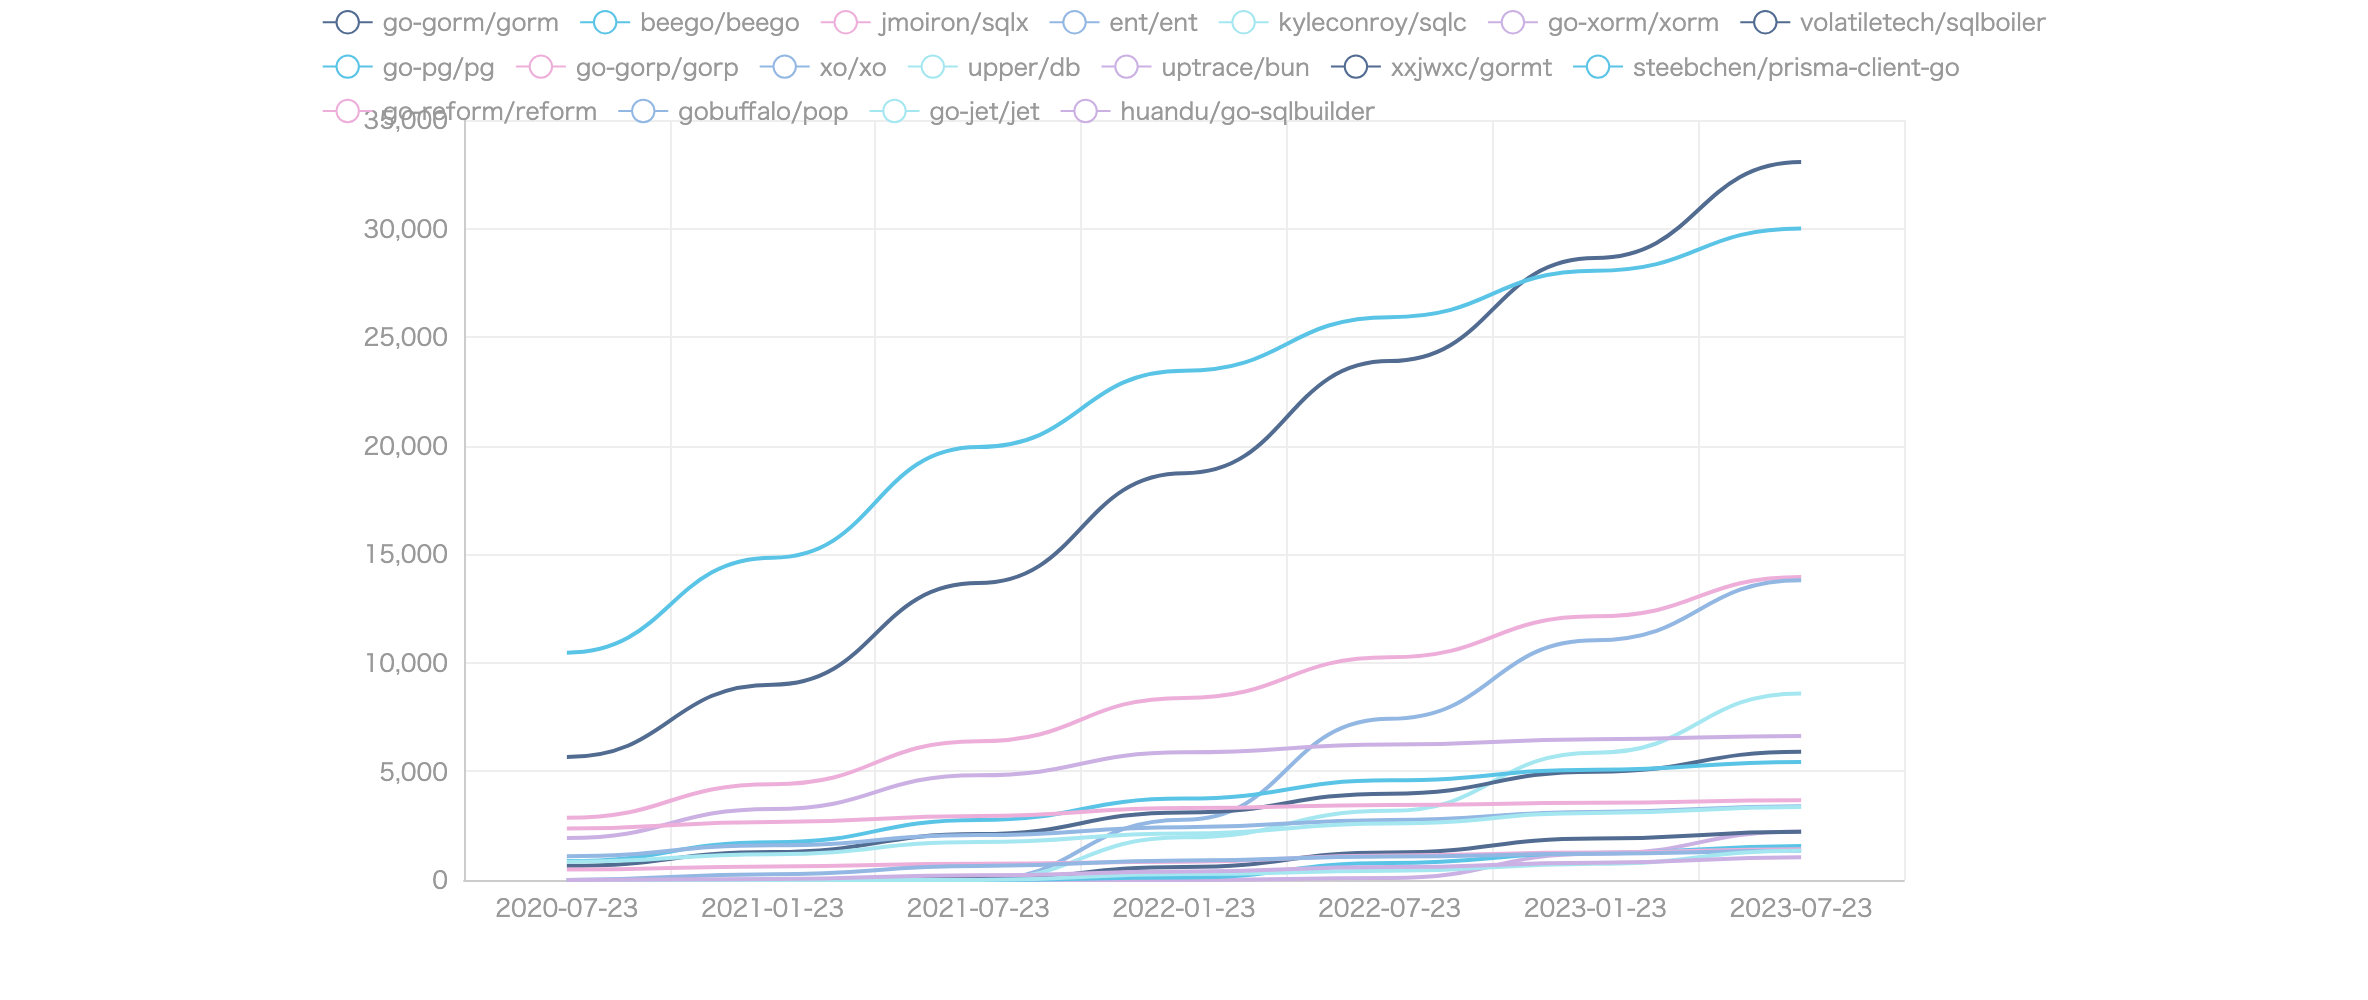 go-gorm/gorm beego/beego jmoiron/sqlx ent/ent kyleconroy/sqlc go-xorm/xorm volatiletech/sqlboiler
go-pg/pg go-gorp/gorp xo/xo upper/db uptrace/bun xxjwxc/gormt steebchen/prisma-client-go
go-reform/reform gobuffalo/pop go-jet/jet huandu/go-sqlbuilder
35,000
30,000
25,000
20,000
15,000
10,000
5,000
0
2020-07-23 2021-01-23 2021-07-23 2022-01-23 2022-07-23 2023-01-23 2023-07-23